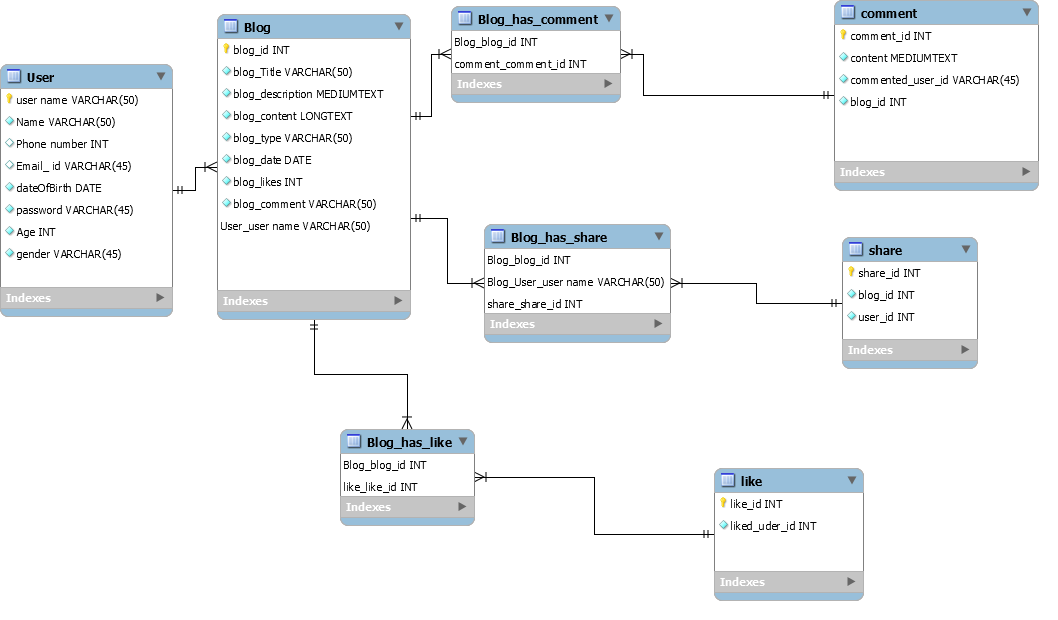 User
user name VARCHAR(50)
Name VARCHAR(50)
Phone number INT
Email_ id VARCHAR(45)
dateOfBirth DATE
password VARCHAR(45)
Age INT
gender VARCHAR(45)
Indexes
Blog
blog_id INT
blog_Title VARCHAR(50)
blog_description MEDIUMTEXT
blog_content LONGTEXT
blog_type VARCHAR(50)
blog_date DATE
blog_likes INT
blog_comment VARCHAR(50)
User_user name VARCHAR(50)
Indexes
Blog_has_comment
Blog_blog_id INT
comment_comment_id INT
Indexes
comment
comment_id INT
content MEDIUMTEXT
commented_user_id VARCHAR(45)
blog_id INT
Indexes
Blog_has_share
Blog_blog_id INT
Blog_User_user name VARCHAR(50)
share_share_id INT
Indexes
share
share_id INT
blog_id INT
user_id INT
Indexes
Blog_has_like
Blog_blog_id INT
like_like_id INT
Indexes
like
like_id INT
liked_uder_id INT
Indexes